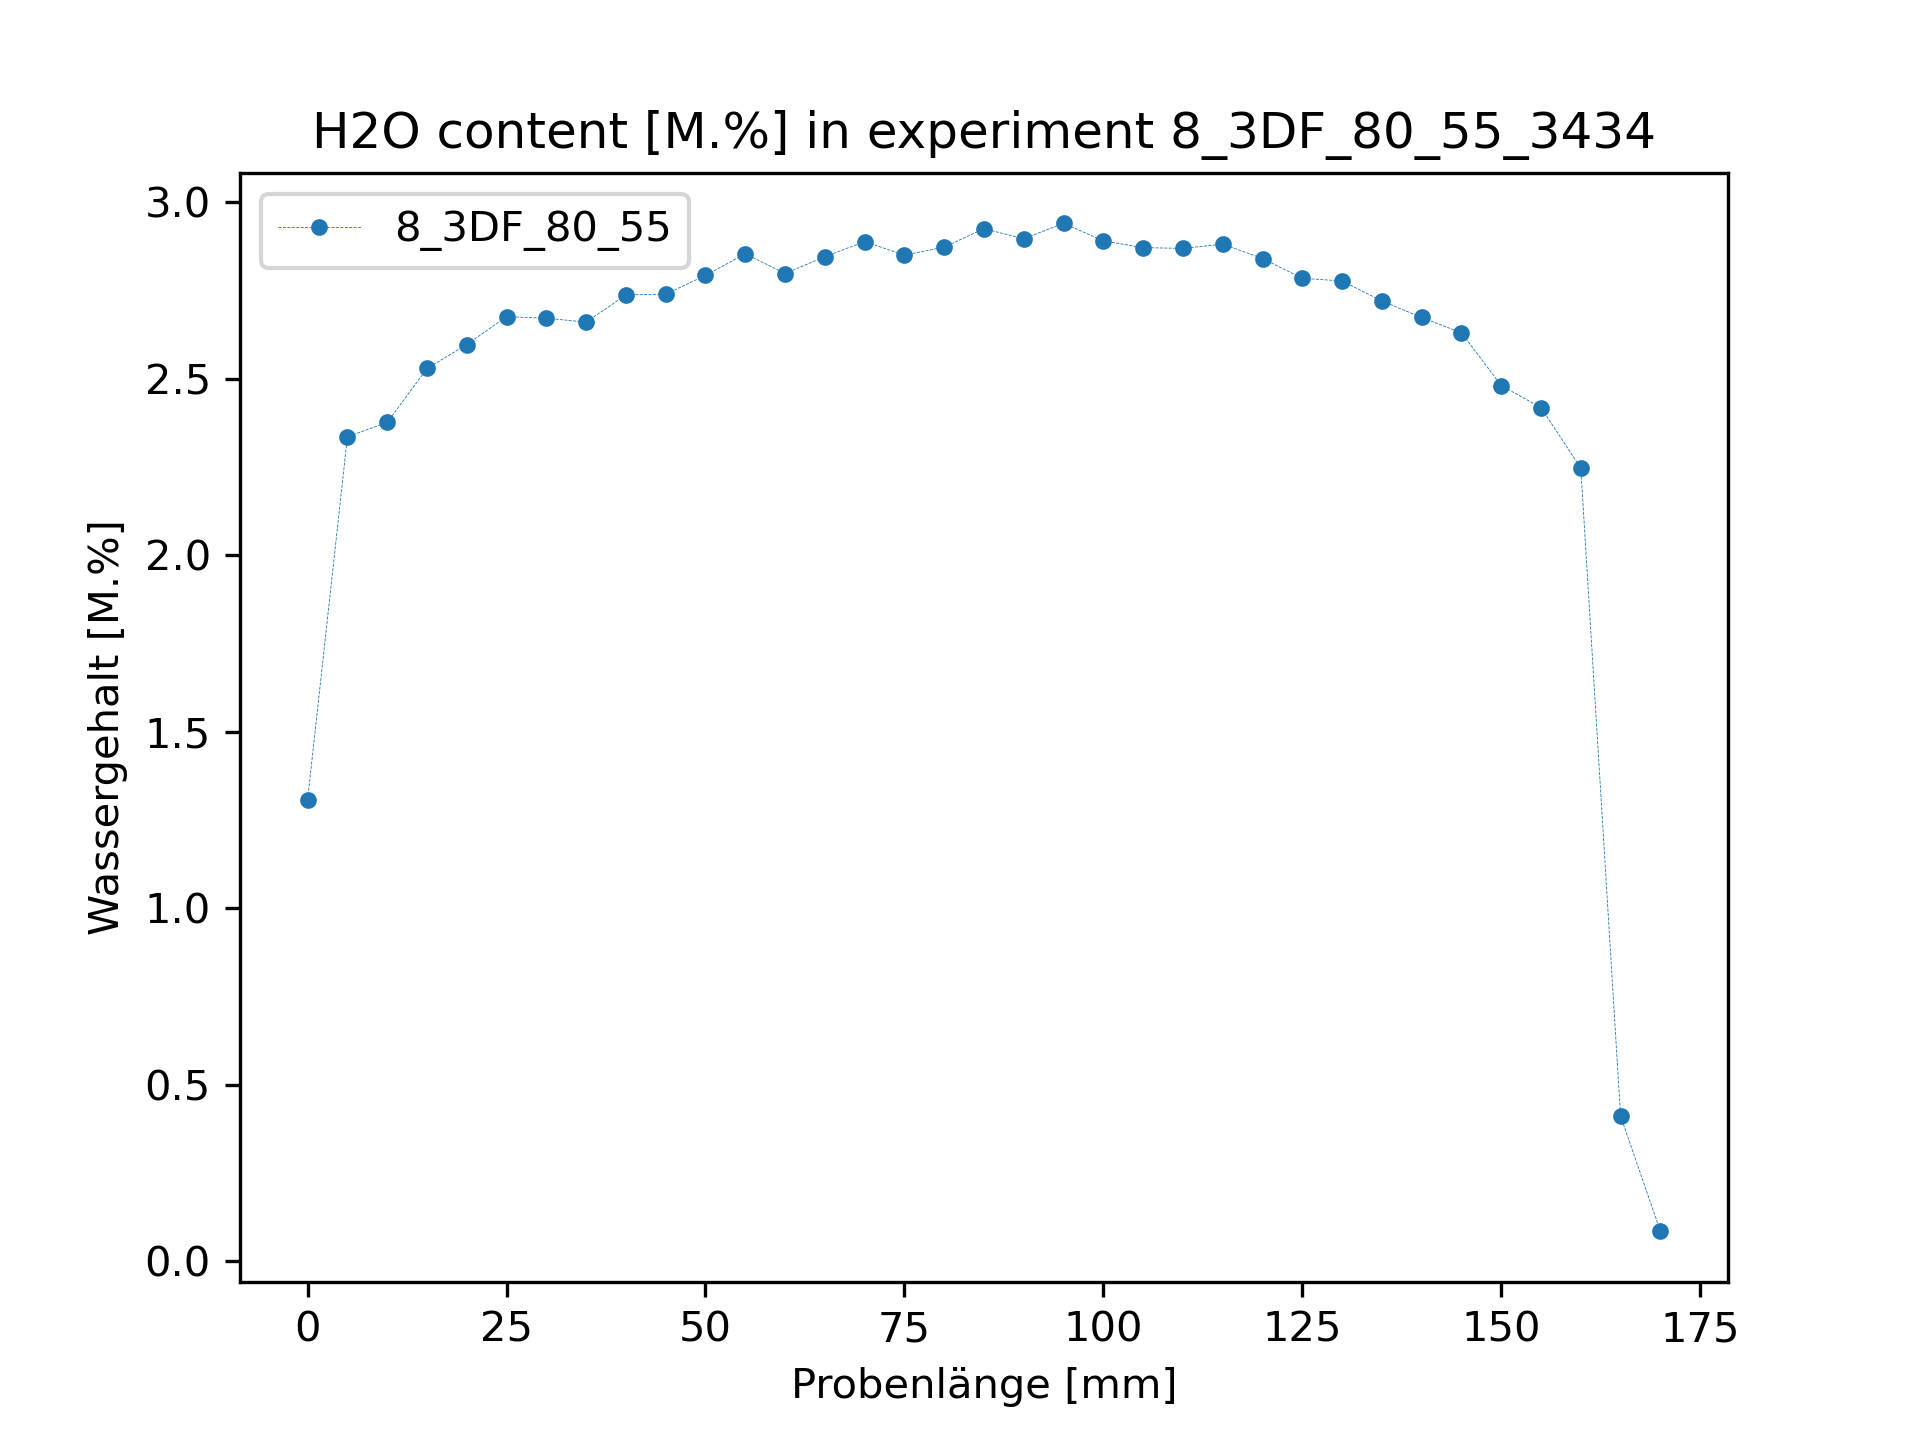 H2O content [M.%] in experiment 8_3DF_80_55_3434
8_3DF_80_55
3.0
2.5
2.0
1.5
1.0
0.5
0.0
Wassergehalt [M.%]
0 25 50 75 100 125 150 175
Probenlänge [mm]